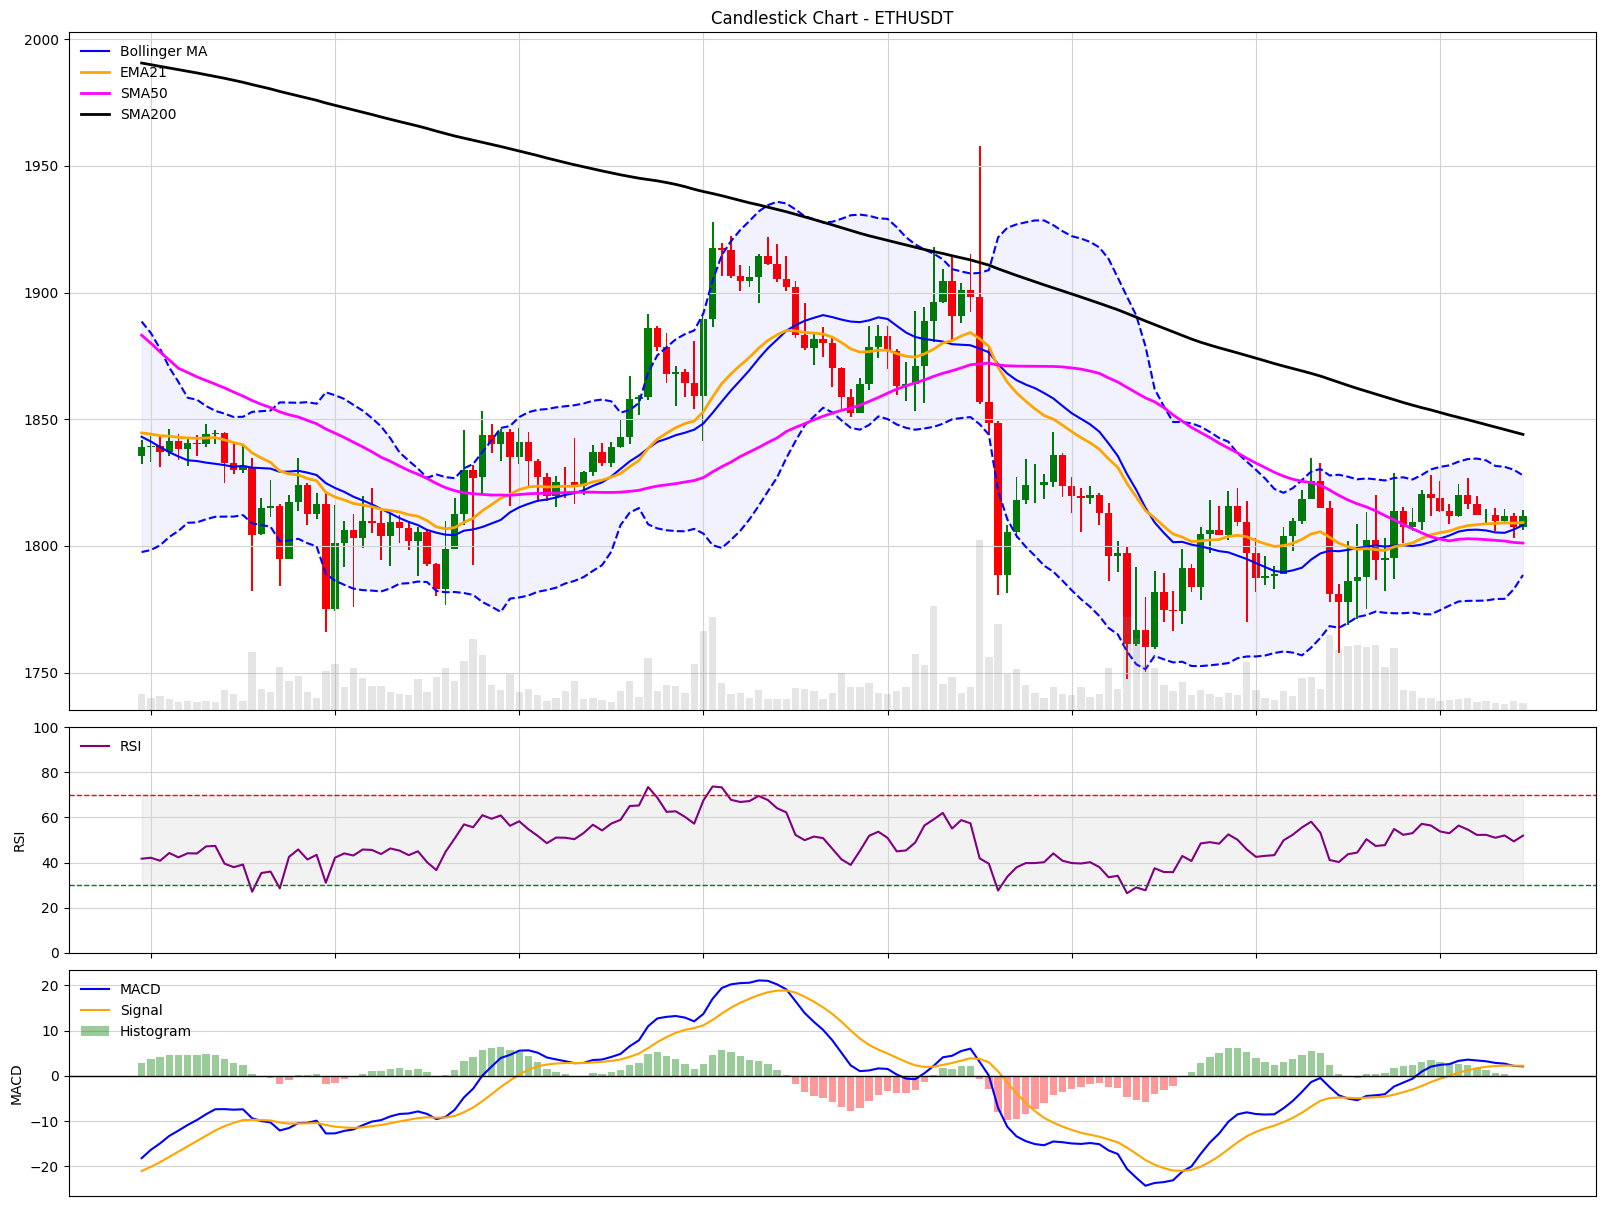 Candlestick Chart - ETHUSDT
2000
1950
1900
1850
1800
1750
Bollinger MA
EMA21
SMA50
SMA200
100
80
60
40
20
0
RSI
RSI
20
10
0
−10
−20
MACD
MACD
Signal
Histogram